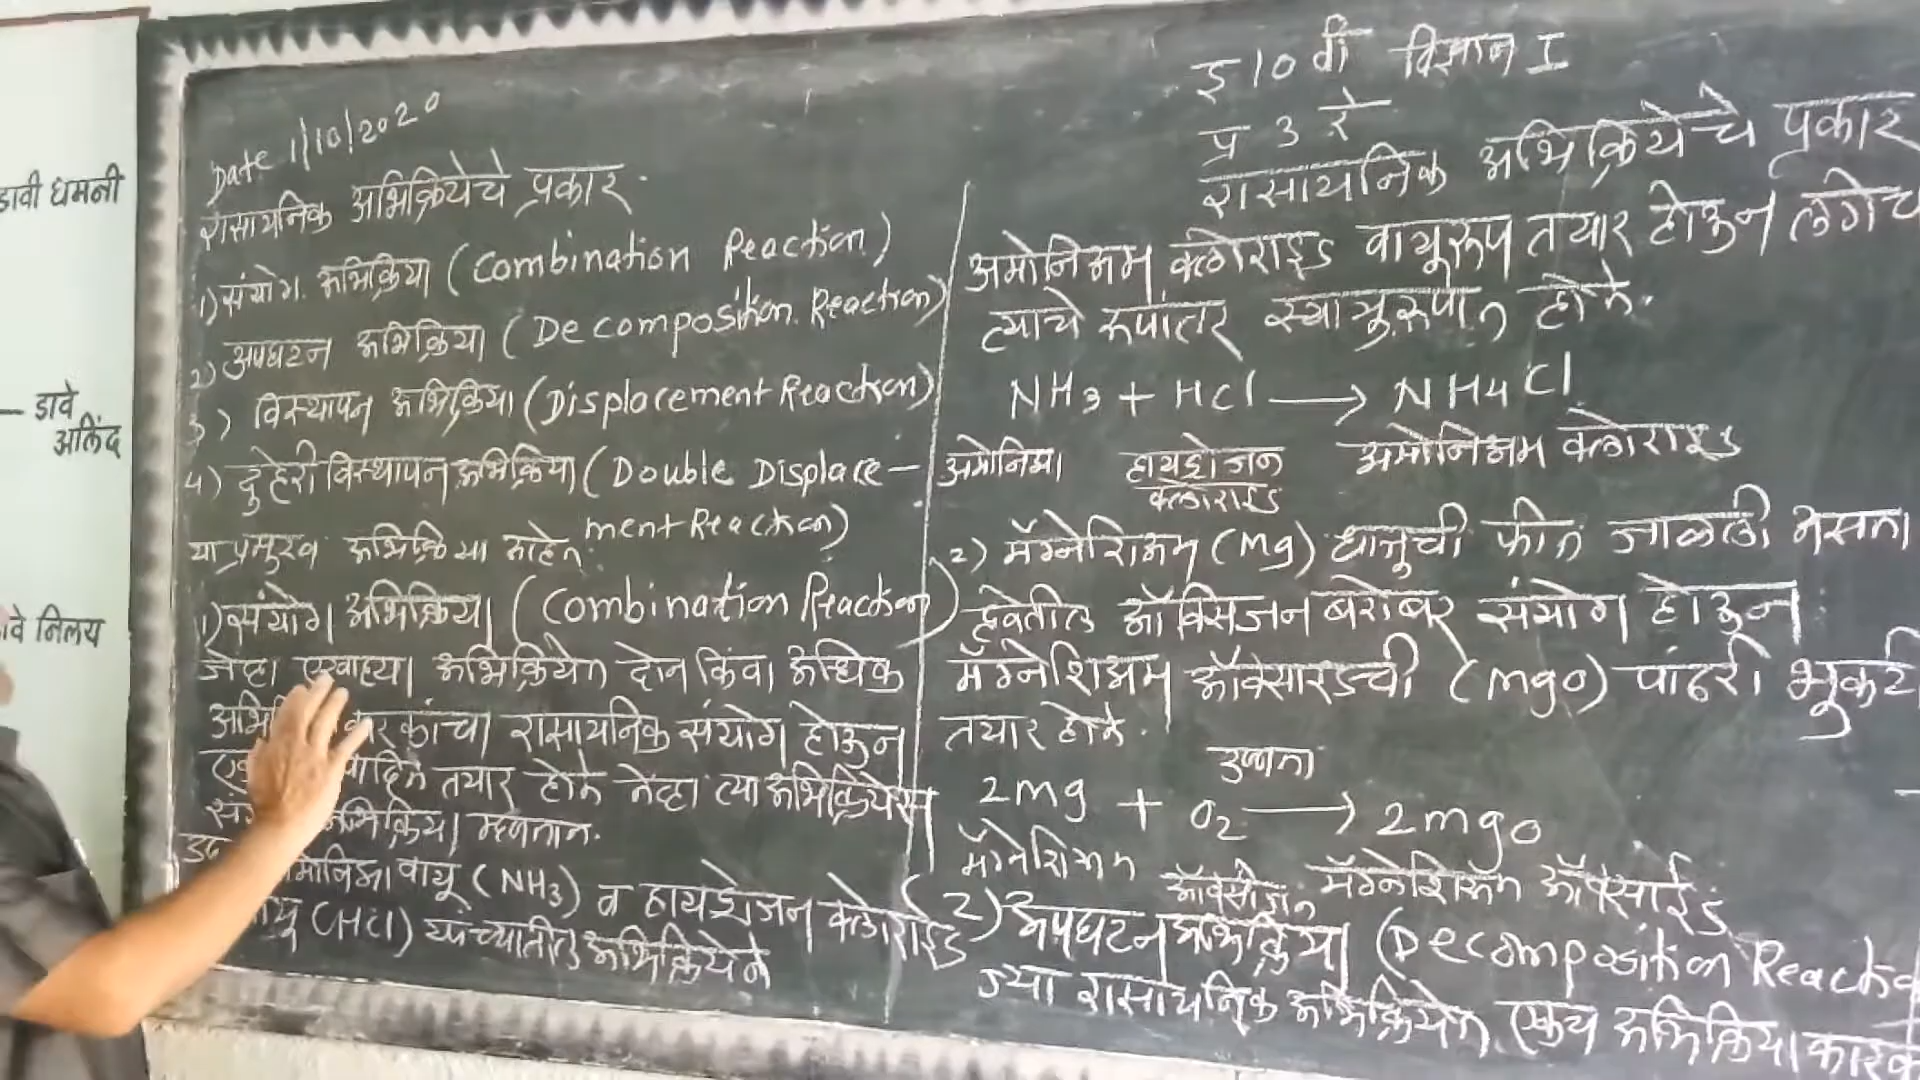 डावी धमनी
डावे
अलिंद
निलय
Date 1/10/2020
रासायनिक अभिक्रियेचे प्रकार.
1) संयोग अभिक्रिया (Combination Reaction)
2) अपघटन अभिक्रिया (Decomposition Reaction)
3) विस्थापन अभिक्रिया (Displacement Reaction)
4) दुहेरी विस्थापन अभिक्रिया (Double Displace-
ment Reaction)
या प्रमुख अभिक्रिया आहेत.
1) संयोग अभिक्रिया (Combination Reaction)
जेव्हा एखाद्या अभिक्रियेत दोन किंवा अधिक
कारकांचा रासायनिक संयोग होऊन
तयार होते तेव्हा त्या अभिक्रियेस
अभिक्रिया म्हणतात.
वायू (NH3) व हायड्रोजन क्लोराईड
(HCl) यांच्यातील अभिक्रियेने
इ 10 वी विज्ञान I
प्र 3 रे
रासायनिक अभिक्रियेचे प्रकार
अमोनिअम क्लोराइड वायूरूप तयार होऊन लगेच
त्याचे रूपांतर स्थायुरूपात होते.
NH3 + HCl ⟶ NH4Cl
अमोनिआ हायड्रोजन अमोनिअम क्लोराइड
क्लोराईड
2) मॅग्नेशिअम (Mg) धातूची फीत जाळली असता
हवेतील ऑक्सिजन बरोबर संयोग होऊन
मॅग्नेशिअम ऑक्साईडची (MgO) पांढरी भुकटी
तयार होते.
उष्णता
2mg + O2 ⟶ 2mgo
मॅग्नेशिअम ऑक्सीजन मॅग्नेशिअम ऑक्साईड
2) अपघटन अभिक्रिया (Decomposition Reactio
ज्या रासायनिक अभिक्रियेत एकच अभिक्रिया कारक